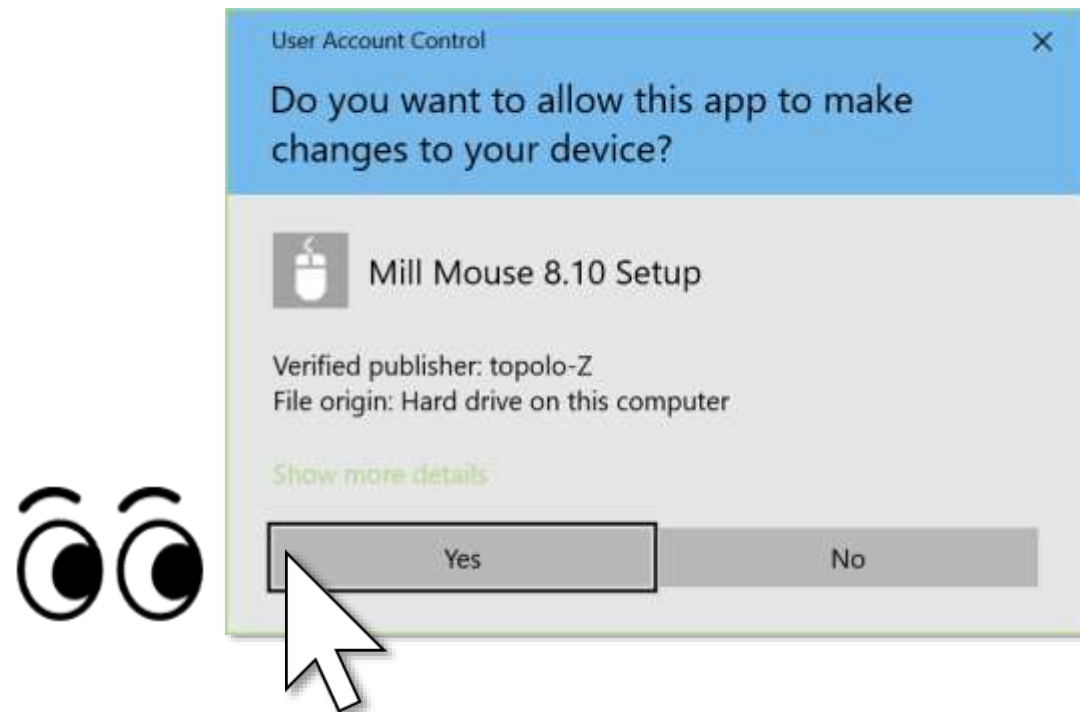 User Account Control
Do you want to allow this app to make
changes to your device?
Mill Mouse 8.10 Setup
Verified publisher: topolo-Z
File origin: Hard drive on this computer
Show more details
Yes
No